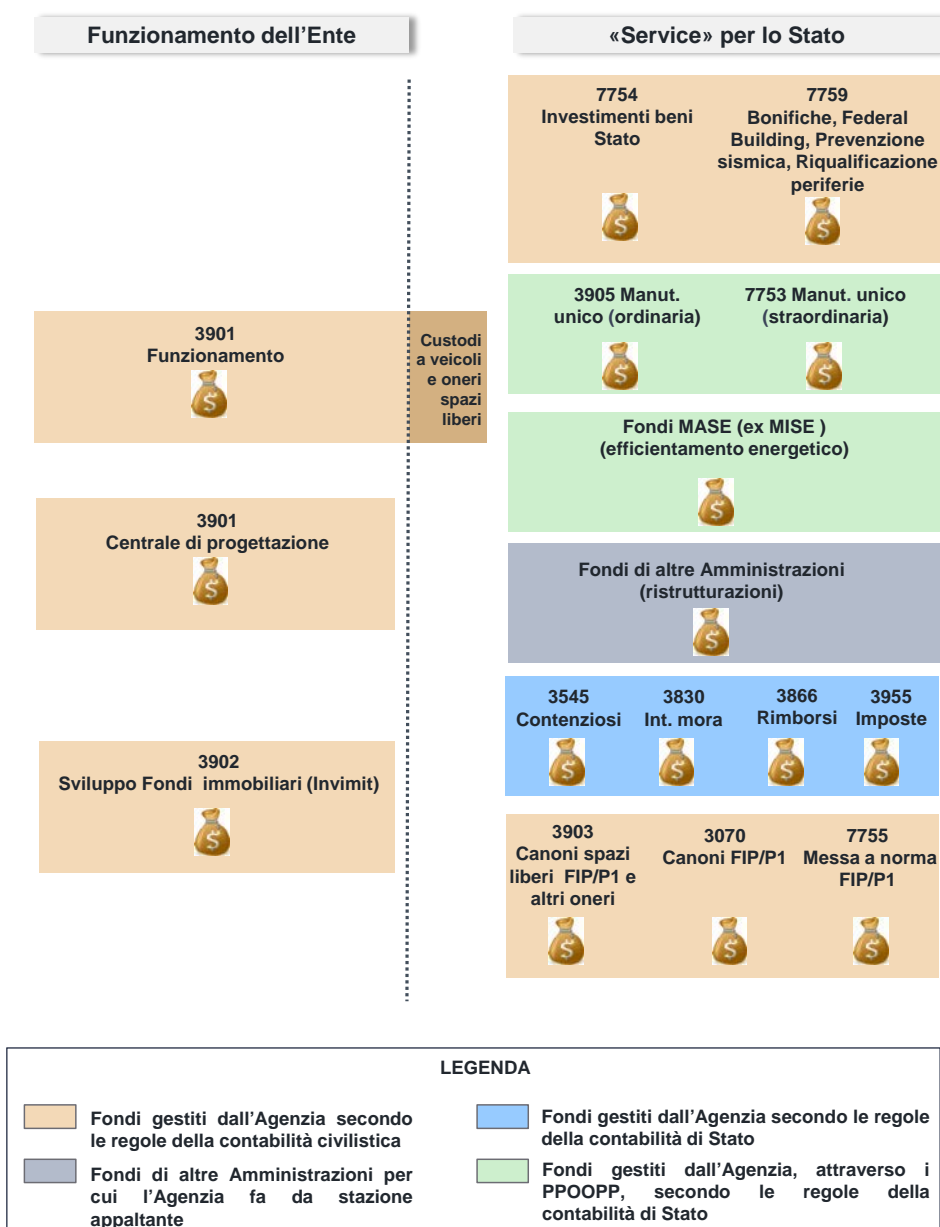 Funzionamento dell'Ente
«Service» per lo Stato
7754
Investimenti beni
Stato
7759
Bonifiche, Federal
Building, Prevenzione
sismica, Riqualificazione
periferie
3905 Manut.
unico (ordinaria)
7753 Manut. unico
(straordinaria)
3901
Funzionamento
Custodi
a veicoli
e oneri
spazi
liberi
Fondi MASE (ex MISE )
(efficientamento energetico)
3901
Centrale di progettazione
Fondi di altre Amministrazioni
(ristrutturazioni)
3545
Contenziosi
3830
Int. mora
3866
Rimborsi
3955
Imposte
3902
Sviluppo Fondi immobiliari (Invimit)
3903
Canoni spazi
liberi FIP/P1 e
altri oneri
3070
Canoni FIP/P1
7755
Messa a norma
FIP/P1
LEGENDA
Fondi gestiti dall'Agenzia secondo
le regole della contabilità civilistica
Fondi di altre Amministrazioni per
cui l'Agenzia fa da stazione
appaltante
Fondi gestiti dall'Agenzia secondo le regole
della contabilità di Stato
Fondi gestiti dall'Agenzia, attraverso i
PPOOPP, secondo le regole della
contabilità di Stato